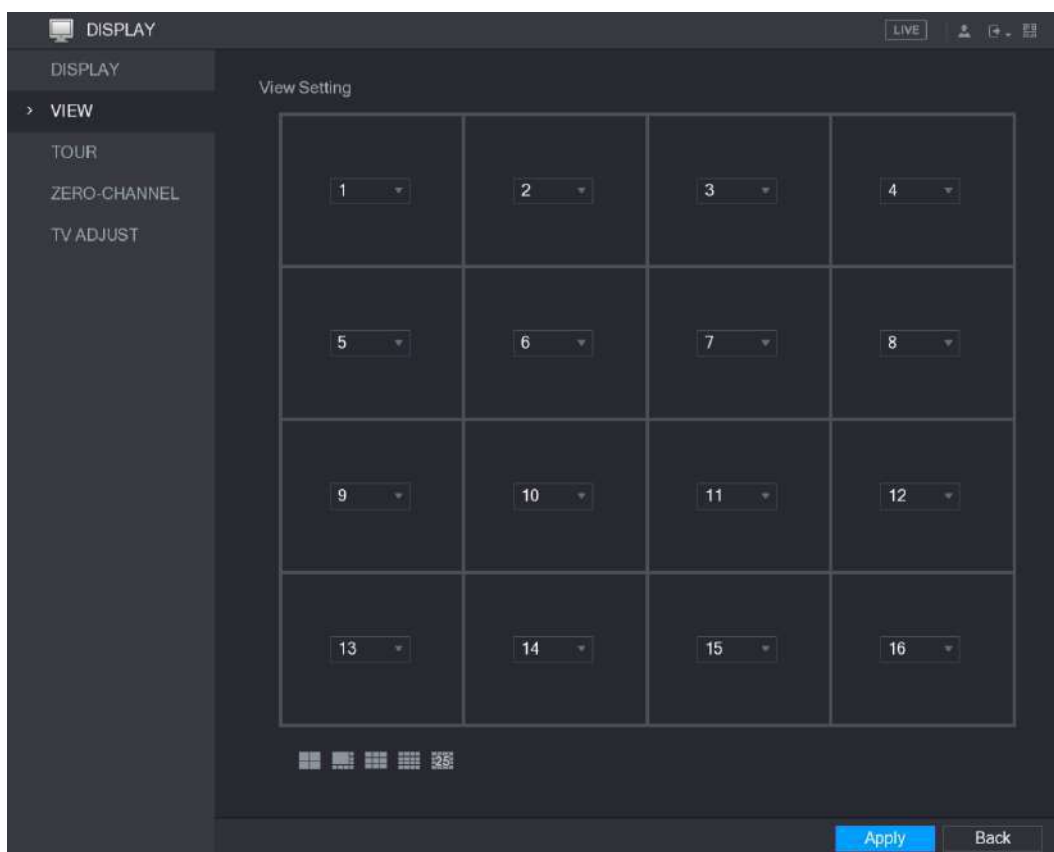 DISPLAY
LIVE
DISPLAY
VIEW
TOUR
ZERO-CHANNEL
TV ADJUST
View Setting
1 2 3 4
5 6 7 8
9 10 11 12
13 14 15 16
25
Apply Back